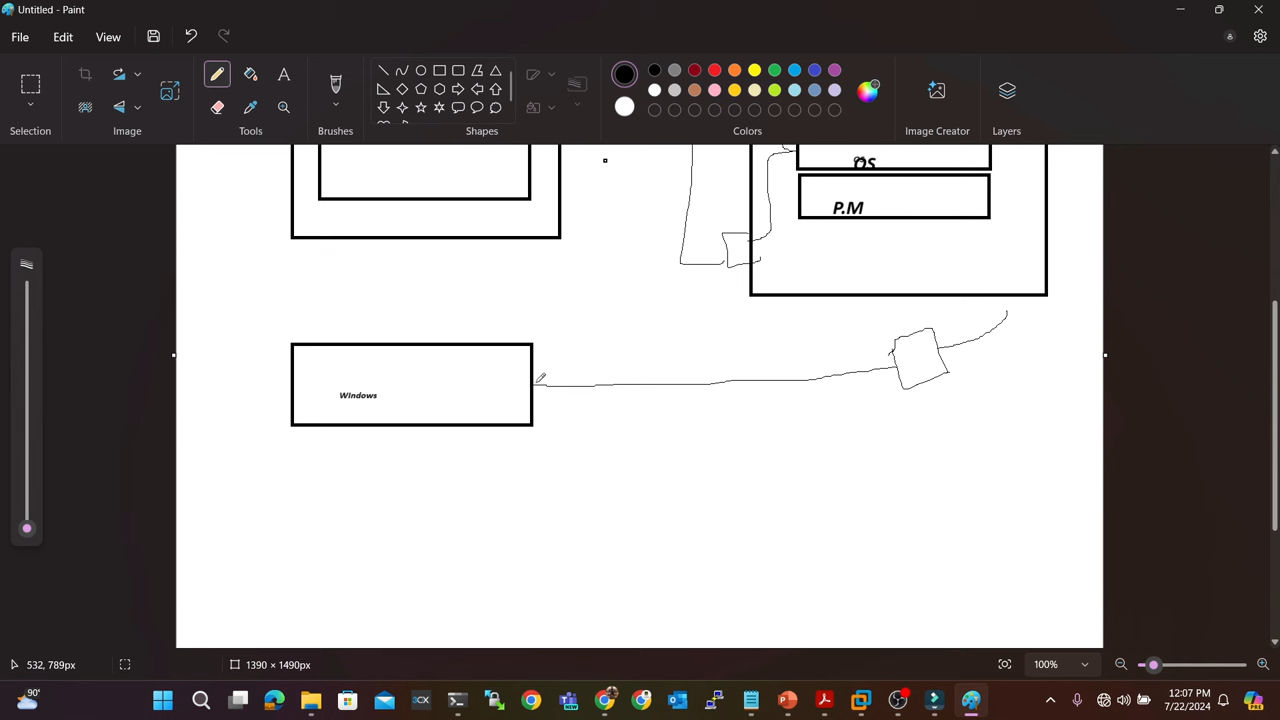 Untitled - Paint
File
Edit
View
Selection
Image
Tools
Brushes
Shapes
Colors
Image Creator
Layers
OS
P.M
Windows
532, 789px
1390 × 1490px
100%
90°
12:07 PM
7/22/2024